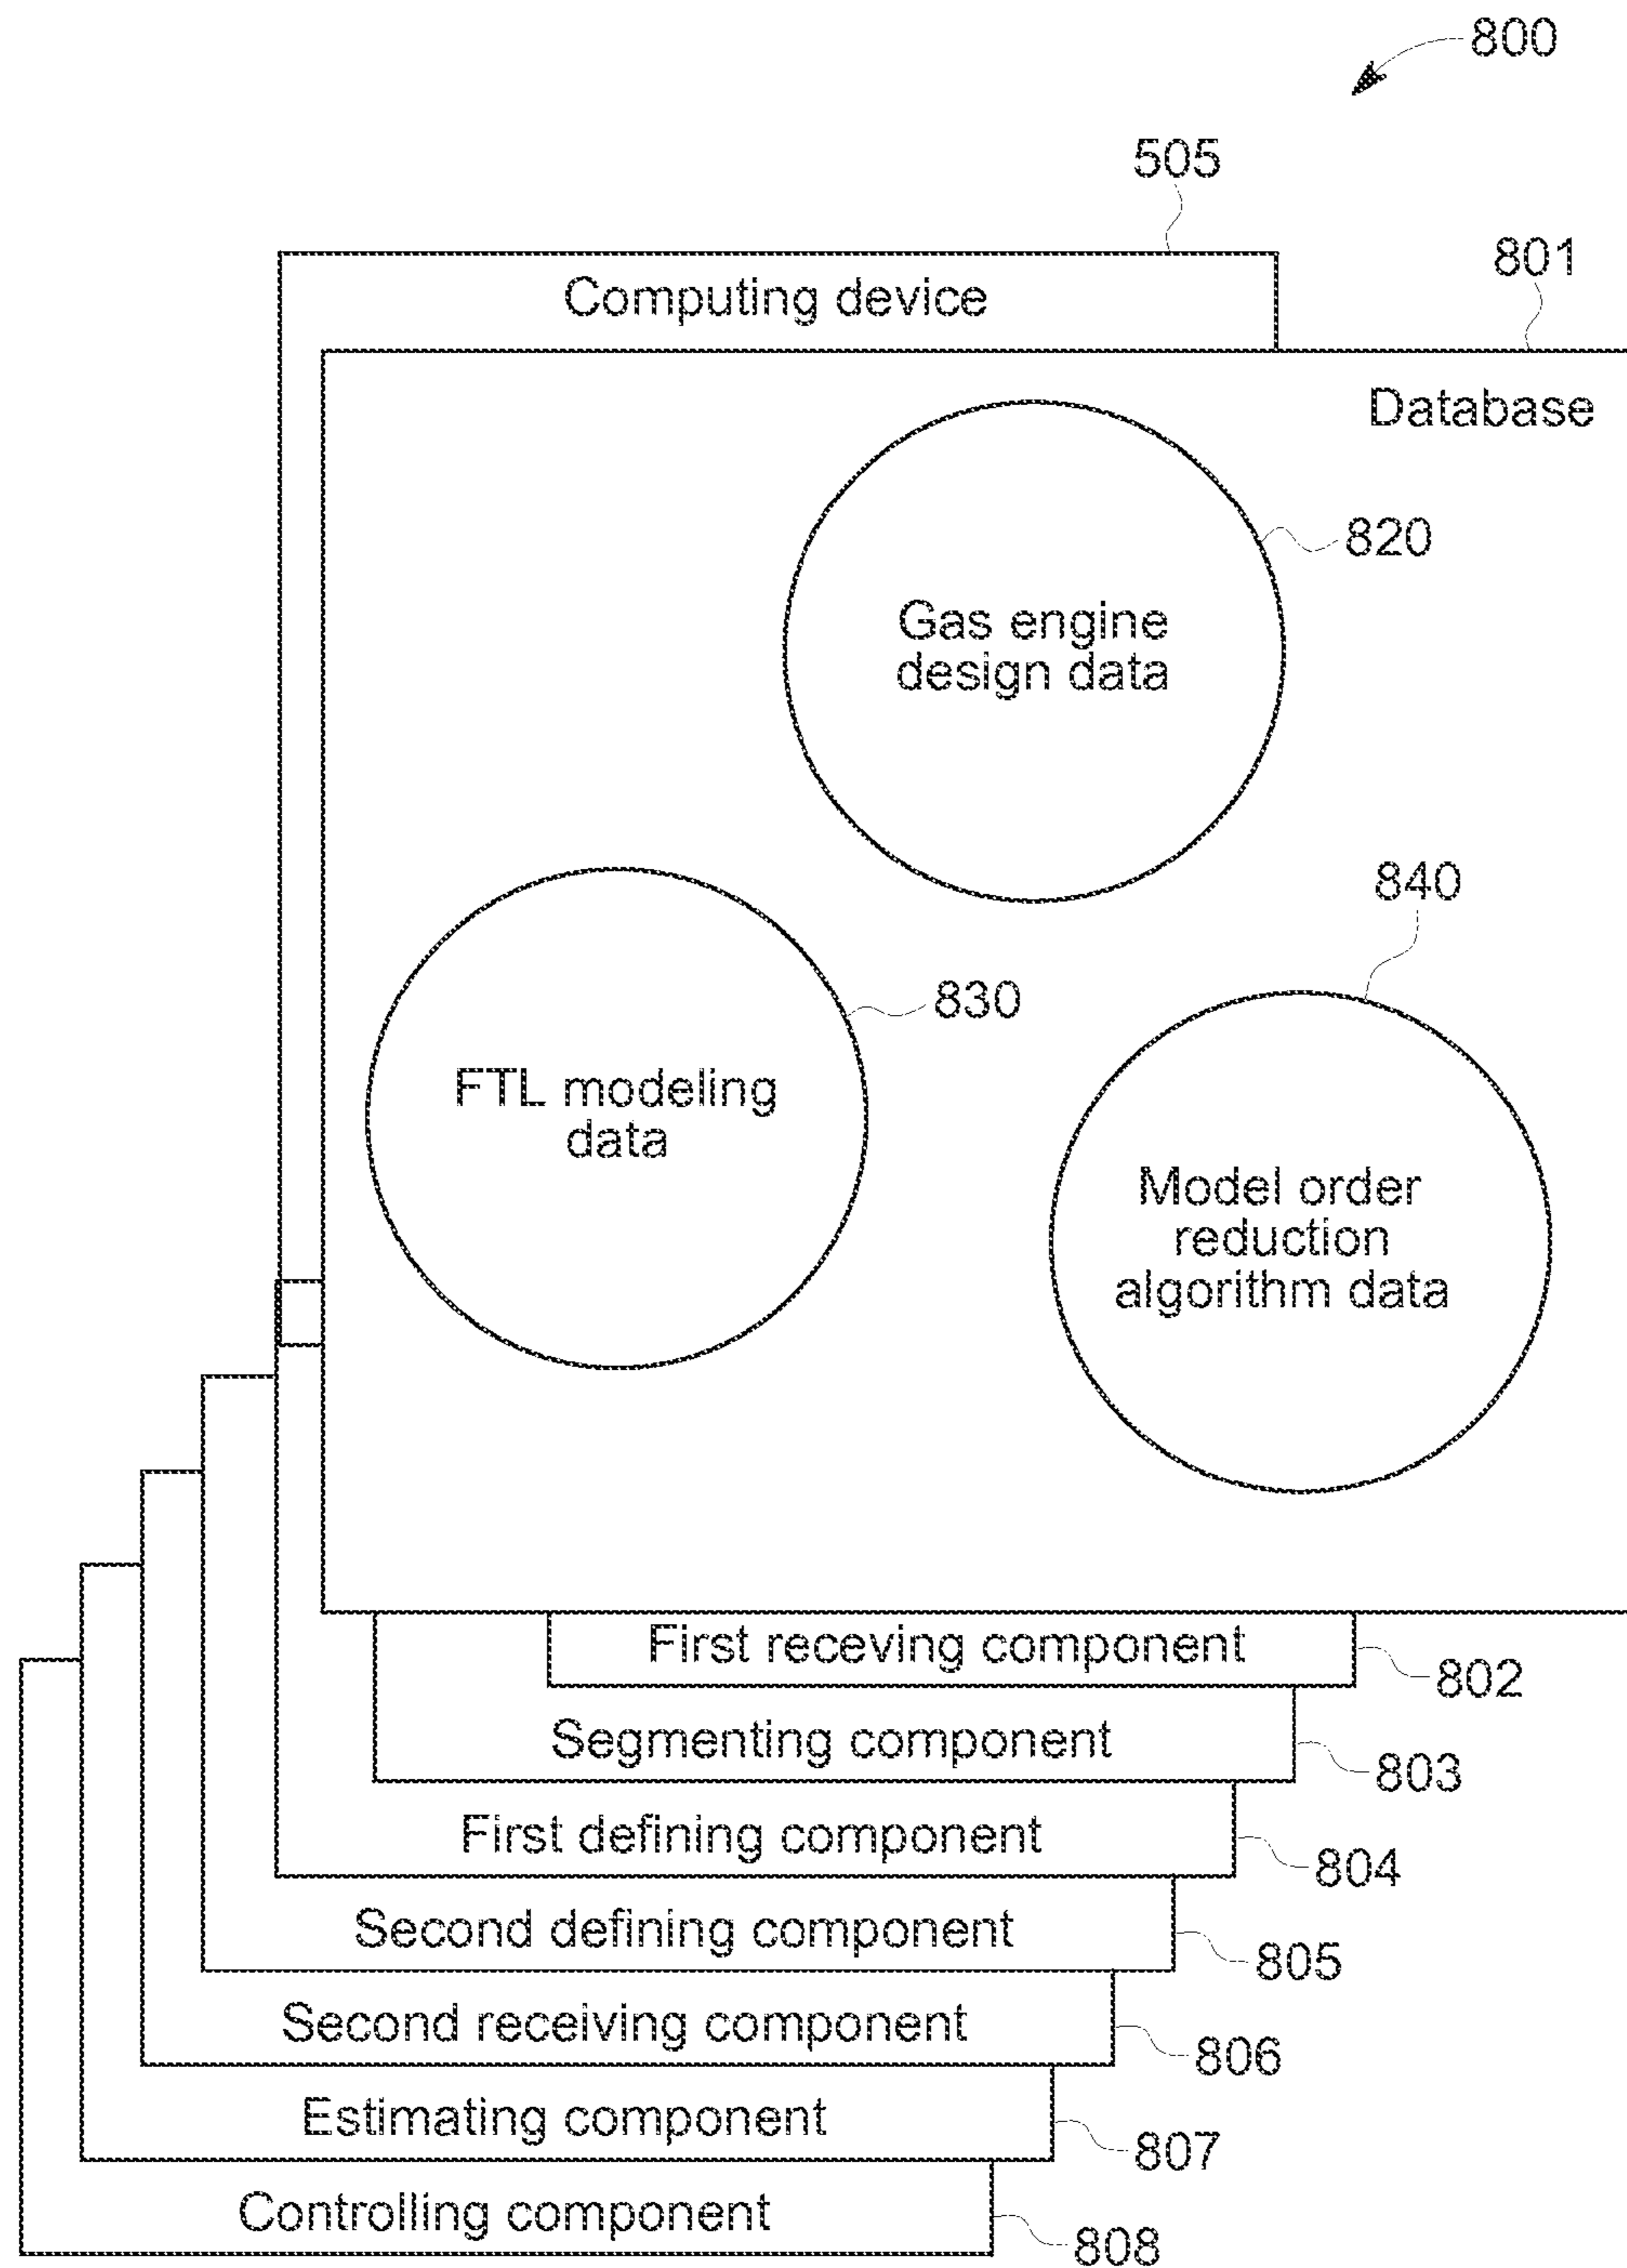 800
505
Computing device
801
Database
820
Gas engine
design data
840
830
FTL modeling
data
Model order
reduction
algorithm data
First receving component
802
Segmenting component
803
First defining component
804
Second defining component
805
Second receiving component
806
Estimating component
807
Controlling component
808